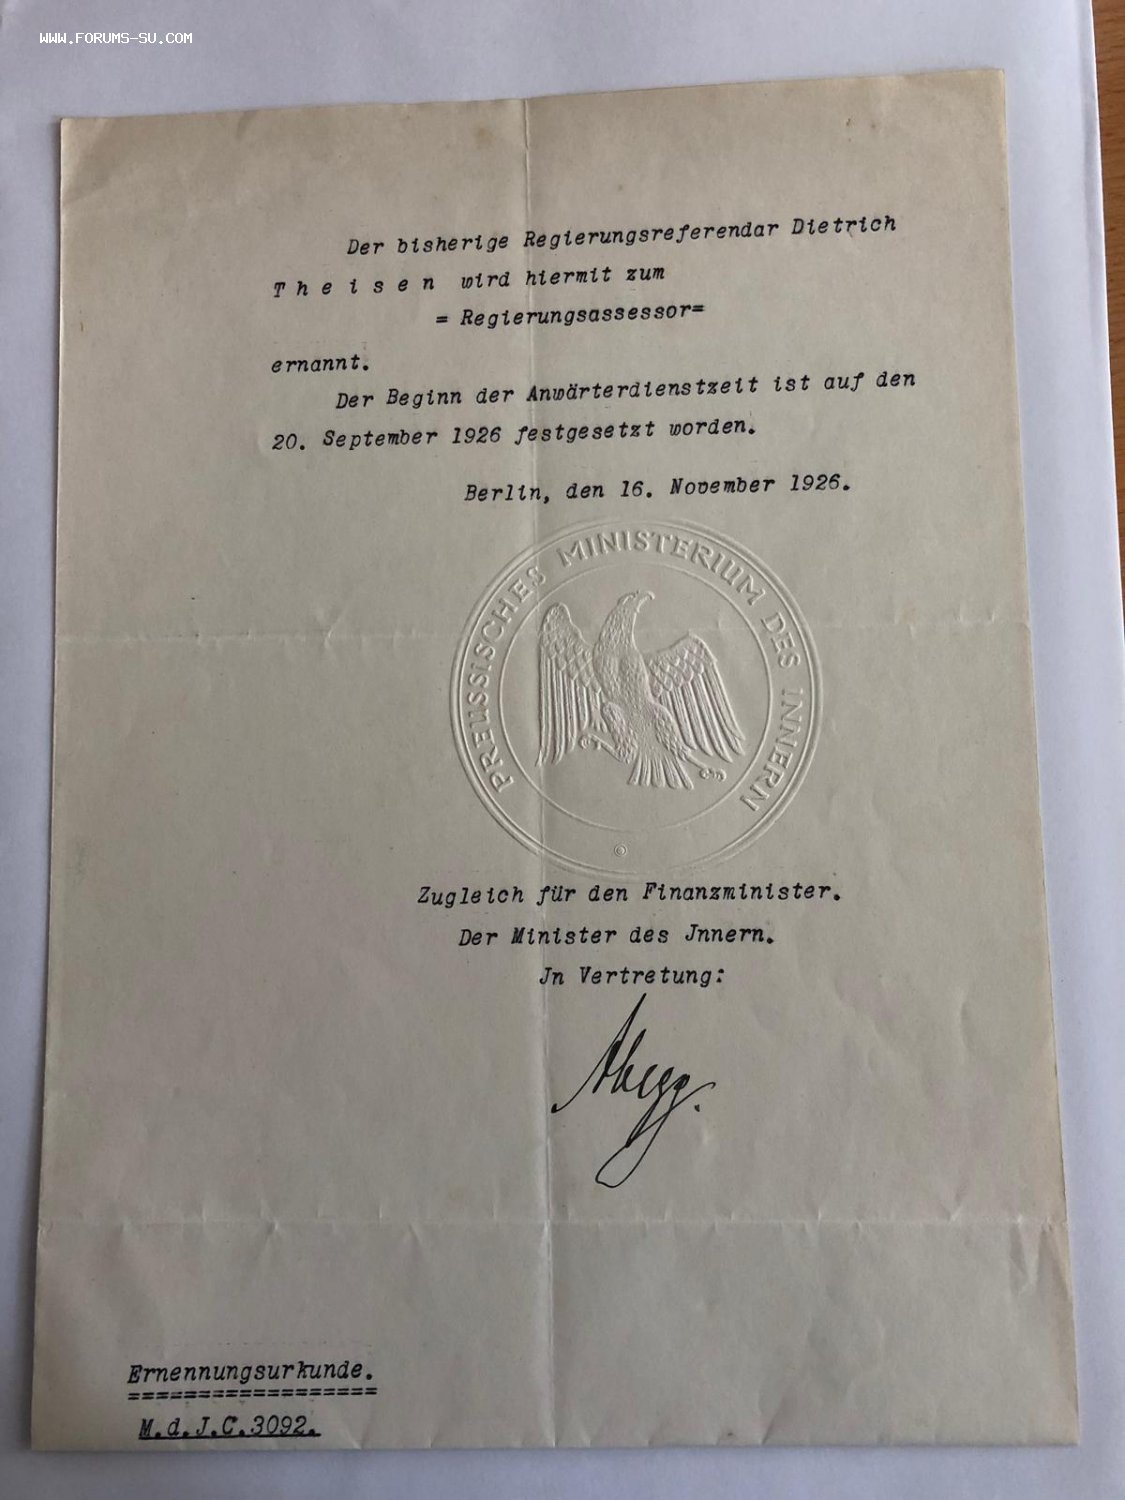 WWW.FORUMS-SU.COM
Der bisherige Regierungsreferendar Dietrich
T h e i s e n wird hiermit zum
= Regierungsassessor=
ernannt.
Der Beginn der Anwärterdienstzeit ist auf den
20. September 1926 festgesetzt worden.
Berlin, den 16. November 1926.
PREUSSISCHES MINISTERIUM DES INNERN
Zugleich für den Finanzminister.
Der Minister des Jnnern.
Jn Vertretung:
Abegg.
Ernennungsurkunde.
==================
M.d.J.C.3092.